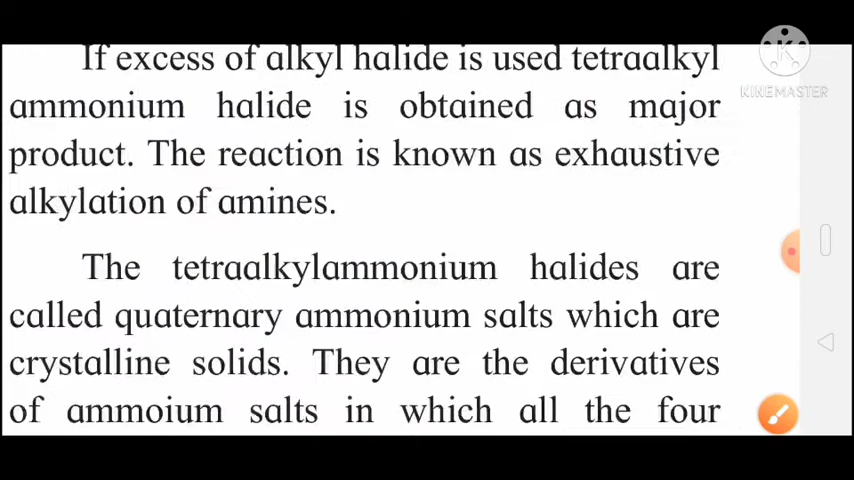 If excess of alkyl halide is used tetraalkyl
ammonium halide is obtained as major
product. The reaction is known as exhaustive
alkylation of amines.
The tetraalkylammonium halides are
called quaternary ammonium salts which are
crystalline solids. They are the derivatives
of ammoium salts in which all the four
K
KINEMASTER